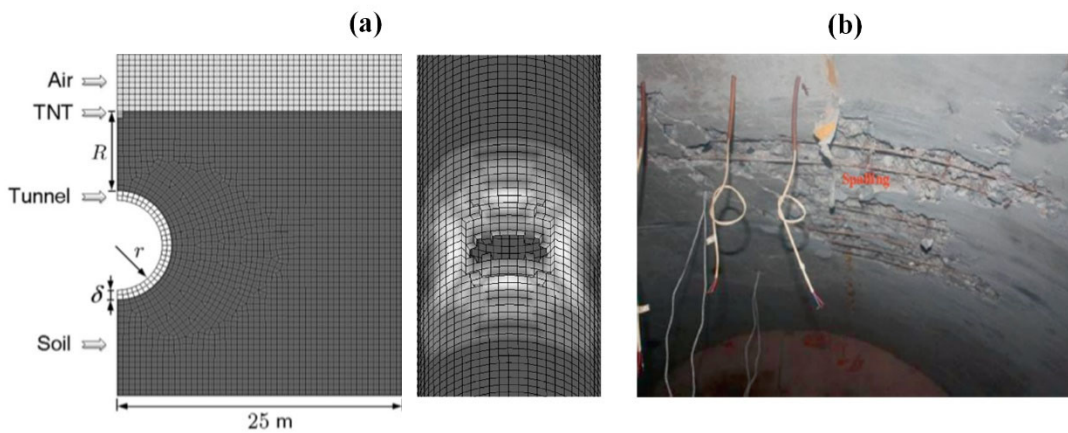 (a)
(b)
Air
TNT
R
Tunnel
r
δ
Soil
25 m
Spalling